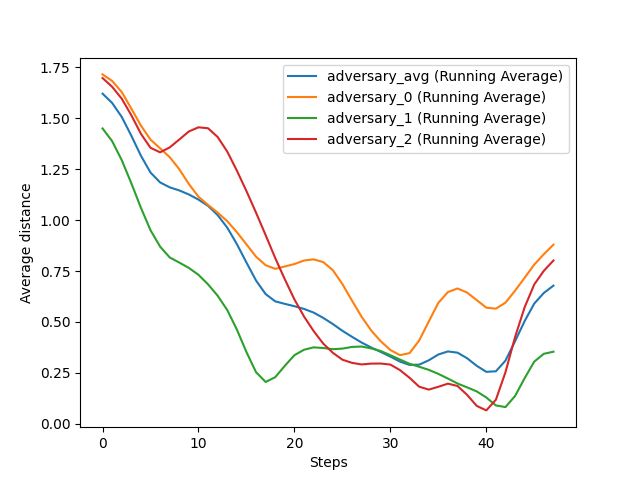 1.75
1.50
1.25
1.00
0.75
0.50
0.25
0.00
Average distance
adversary_avg (Running Average)
adversary_0 (Running Average)
adversary_1 (Running Average)
adversary_2 (Running Average)
0 10 20 30 40
Steps